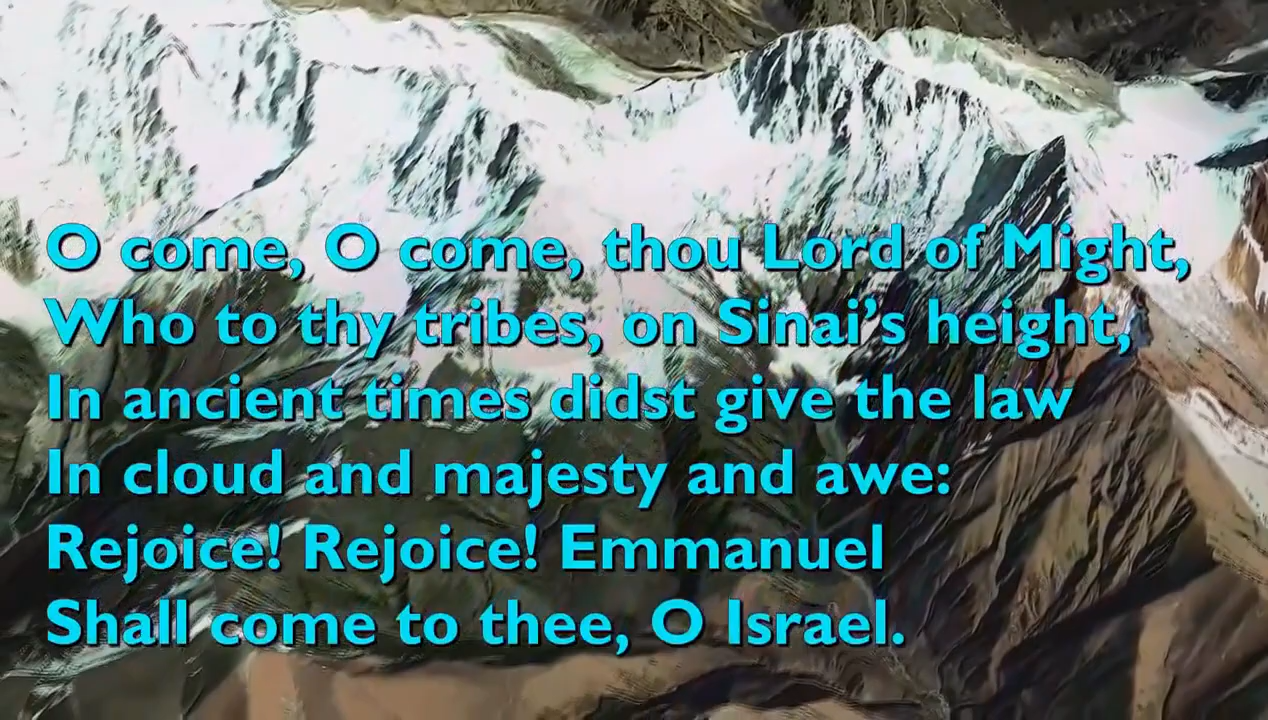 O come, O come, thou Lord of Might,
Who to thy tribes, on Sinai’s height,
In ancient times didst give the law
In cloud and majesty and awe:
Rejoice! Rejoice! Emmanuel
Shall come to thee, O Israel.